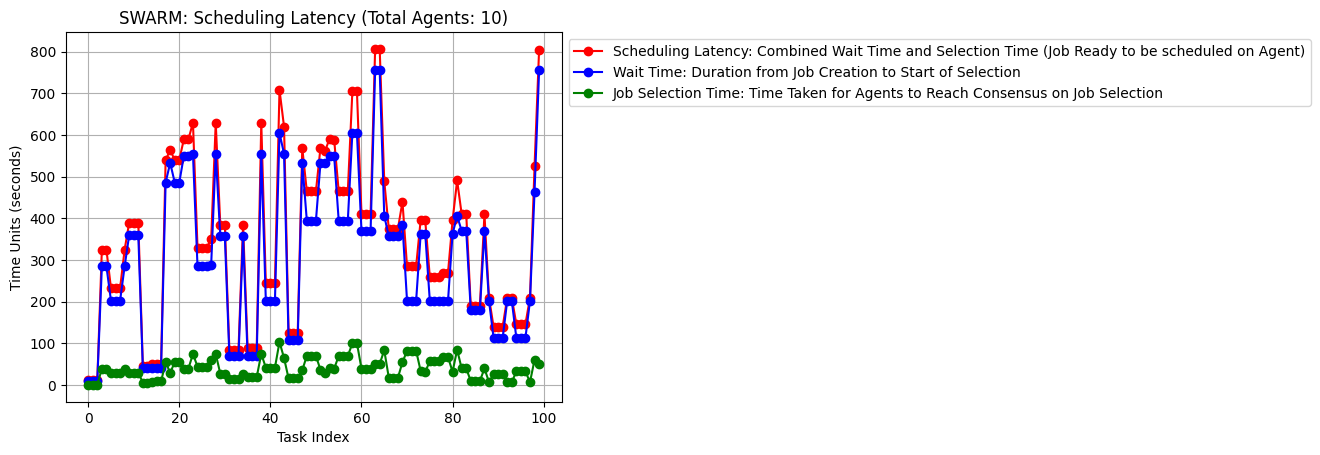 SWARM: Scheduling Latency (Total Agents: 10)
Scheduling Latency: Combined Wait Time and Selection Time (Job Ready to be scheduled on Agent)
Wait Time: Duration from Job Creation to Start of Selection
Job Selection Time: Time Taken for Agents to Reach Consensus on Job Selection
Time Units (seconds)
800
700
600
500
400
300
200
100
0
0 20 40 60 80 100
Task Index